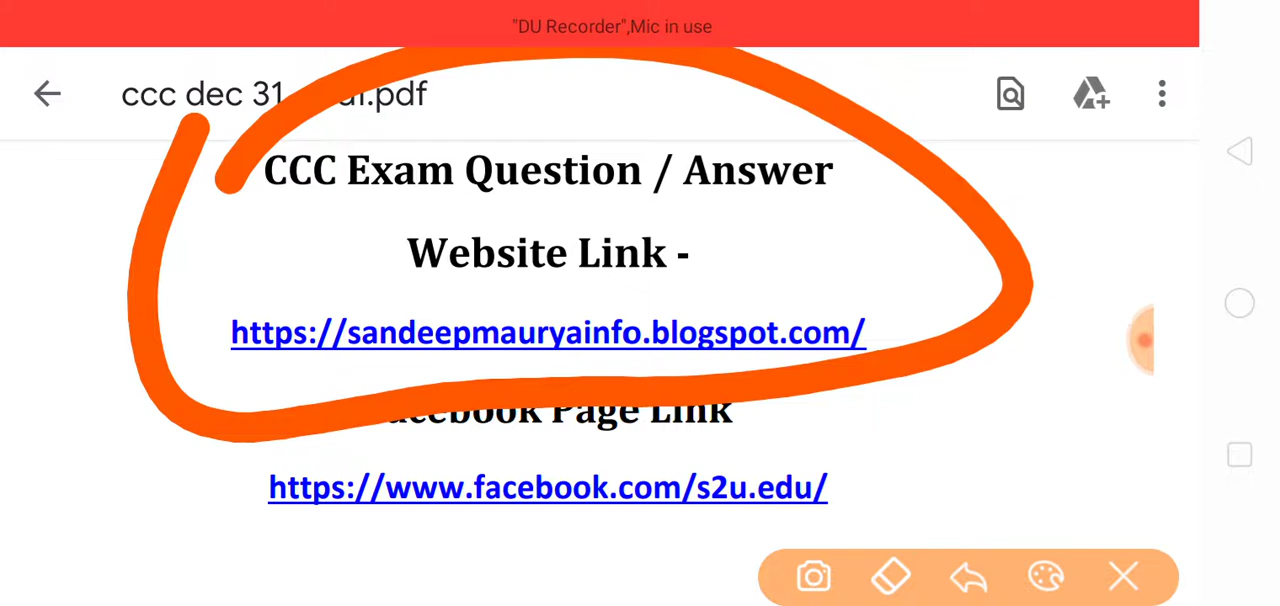 "DU Recorder",Mic in use
ccc dec 31
CCC Exam Question / Answer
Website Link -
https://sandeepmauryainfo.blogspot.com/
Page Link
https://www.facebook.com/s2u.edu/